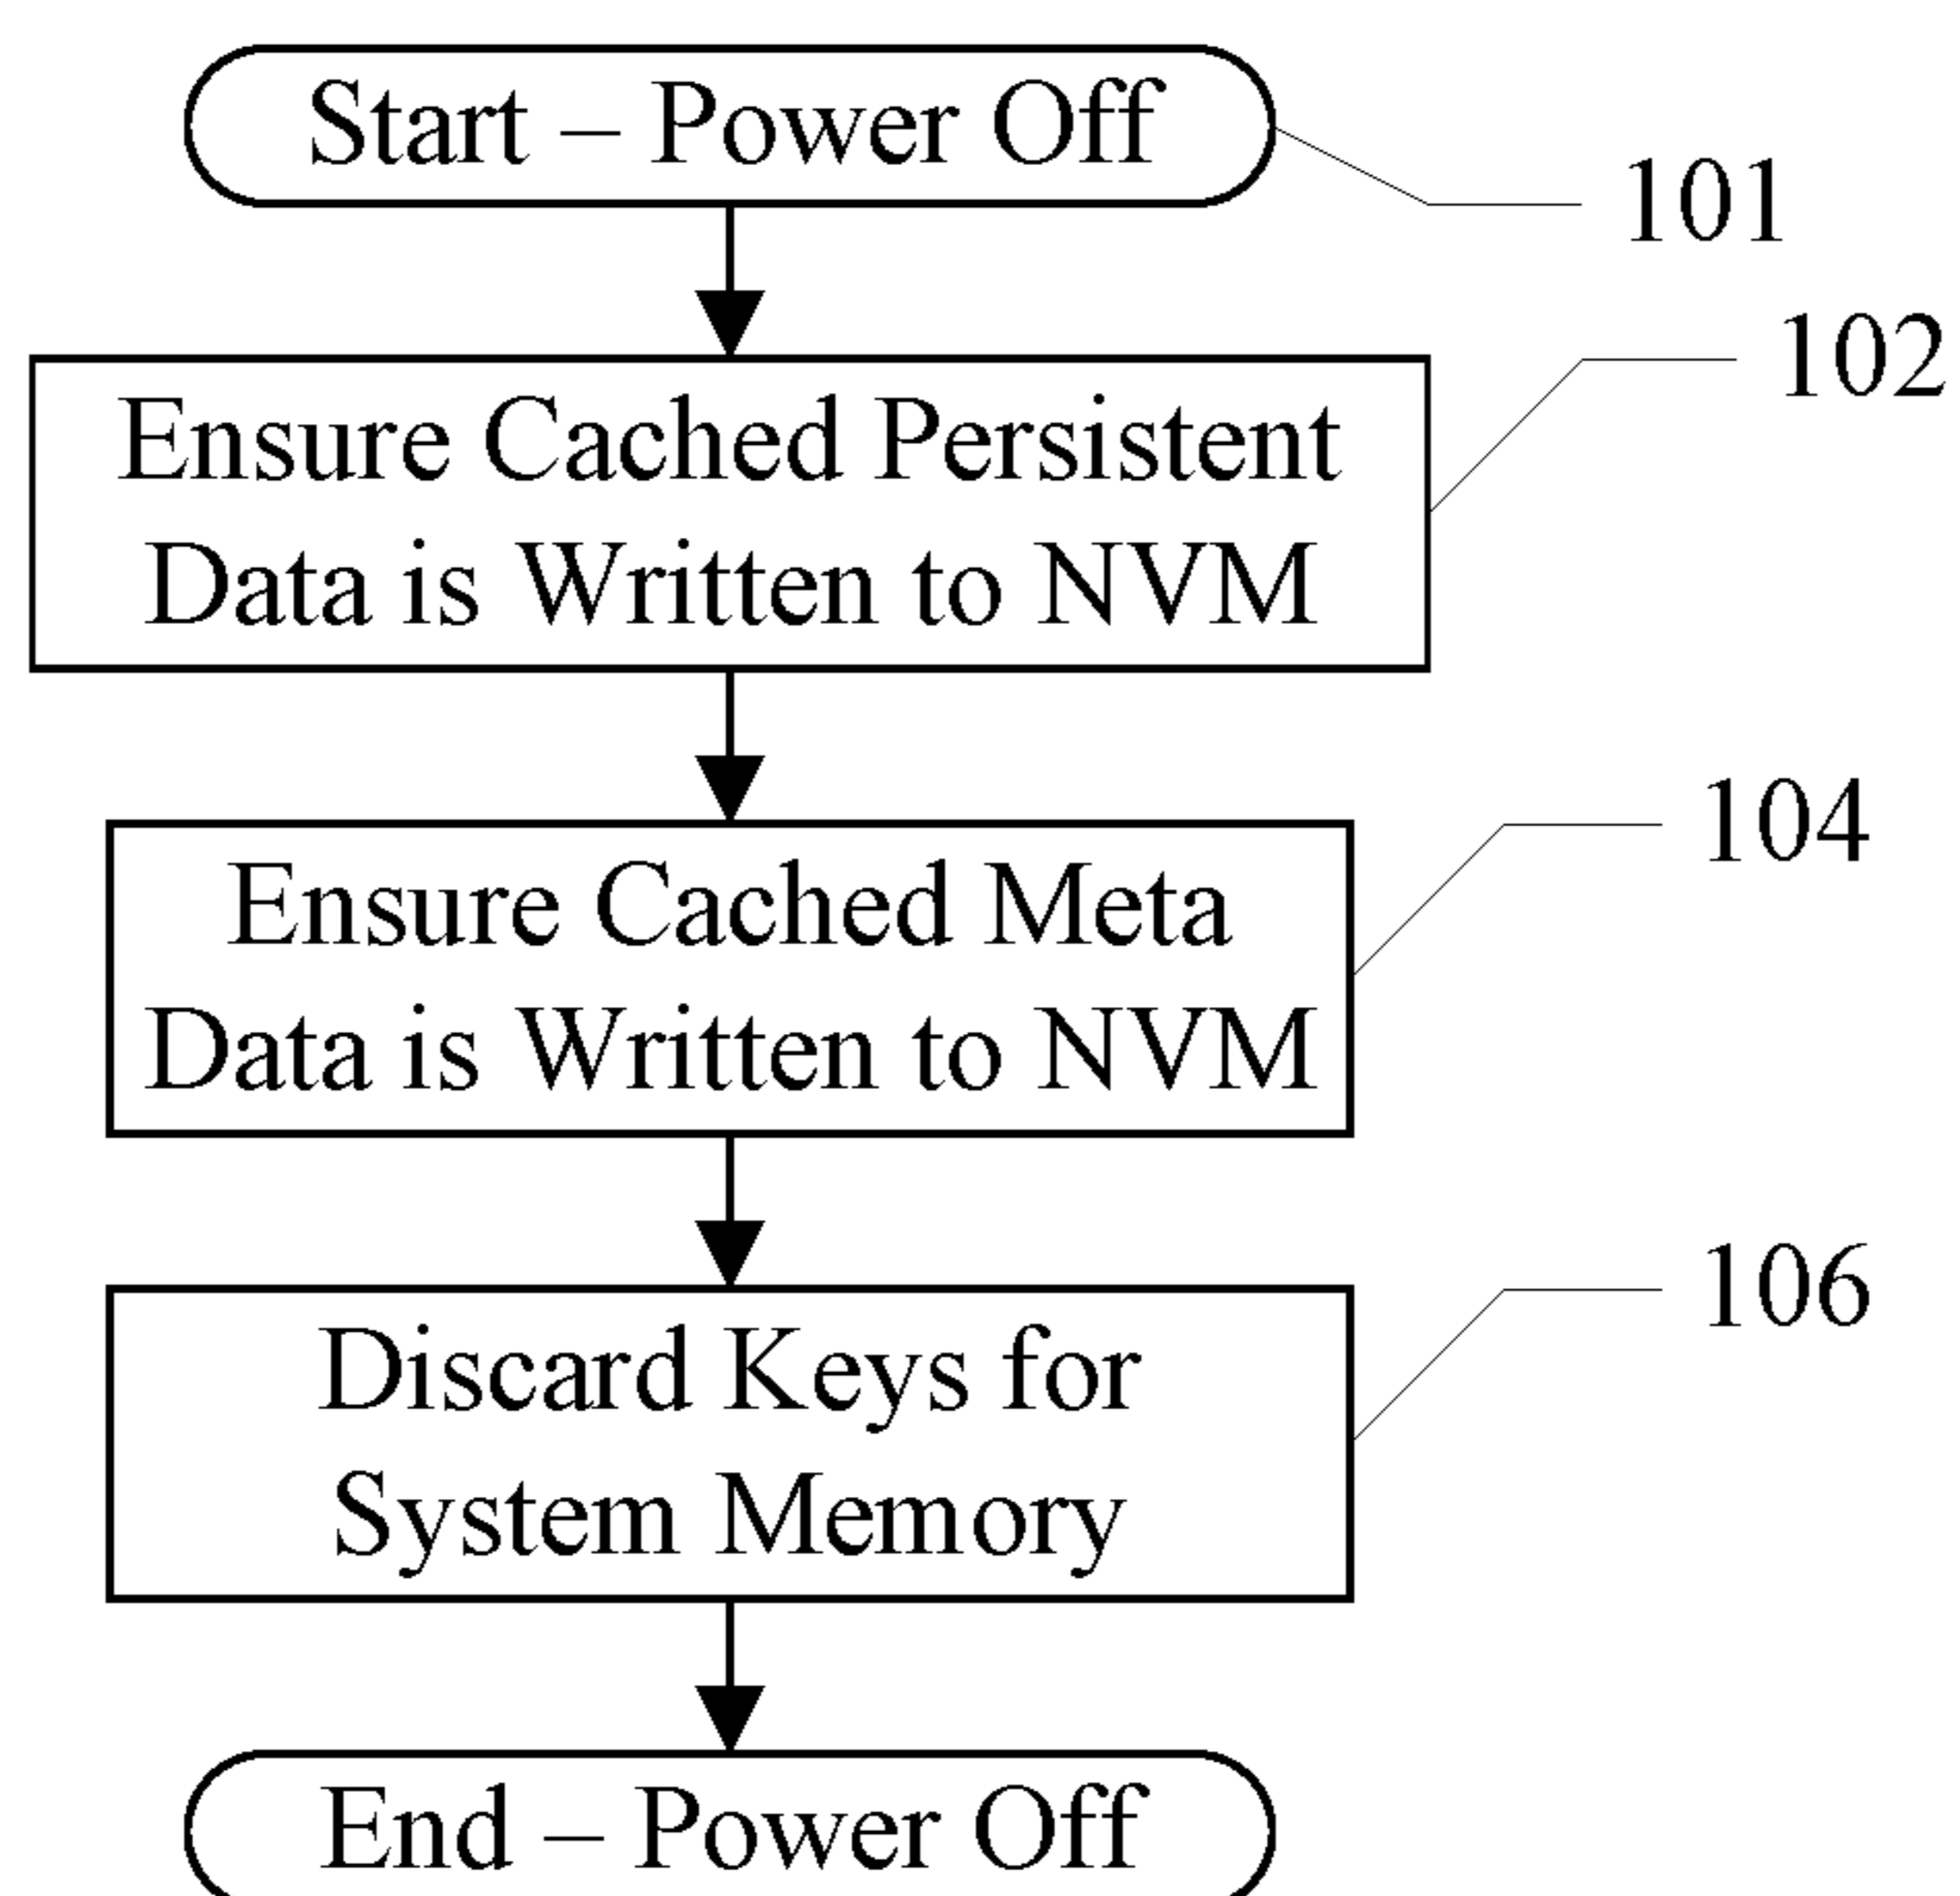 Start – Power Off
101
102
Ensure Cached Persistent
Data is Written to NVM
104
Ensure Cached Meta
Data is Written to NVM
106
Discard Keys for
System Memory
End – Power Off